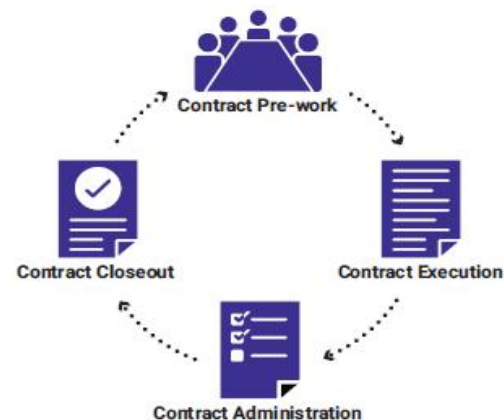 Contract Pre-work
Contract Closeout
Contract Execution
Contract Administration